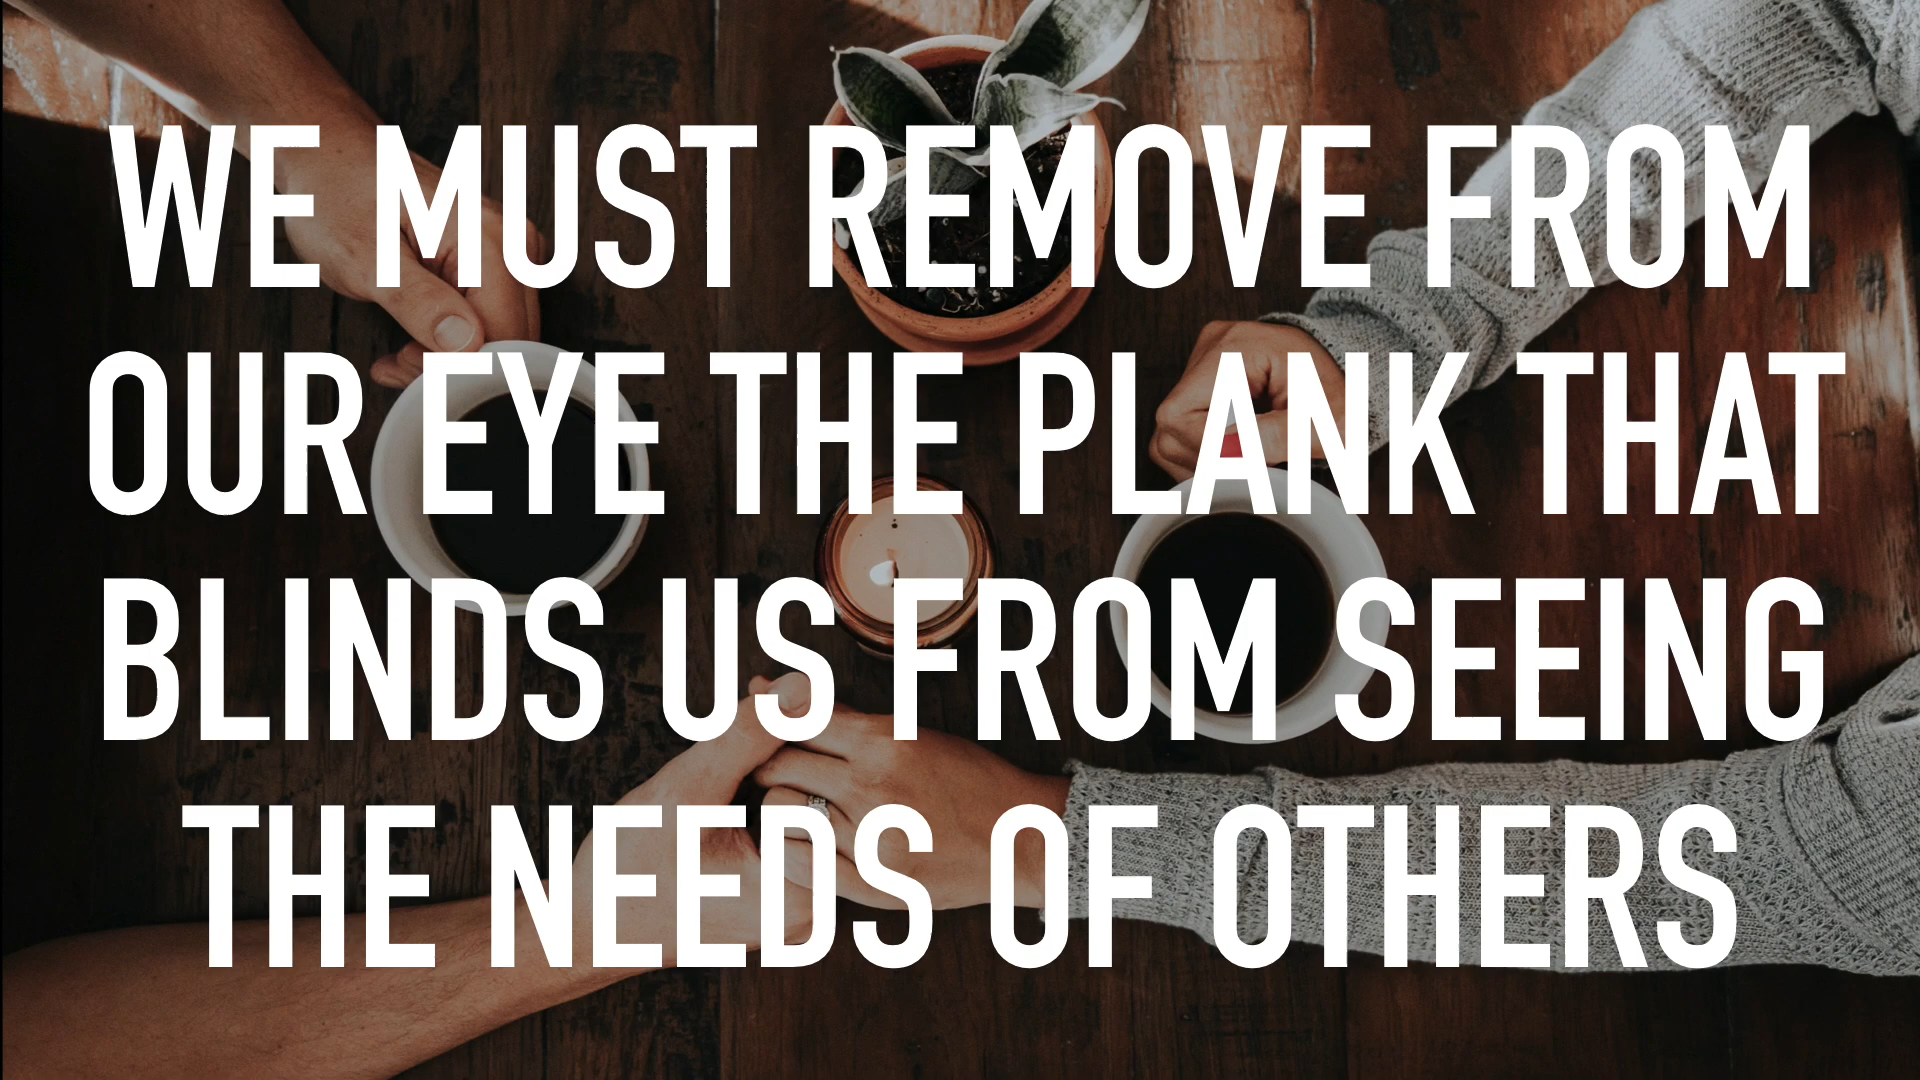 WE MUST REMOVE FROM
OUR EYE THE PLANK THAT
BLINDS US FROM SEEING
THE NEEDS OF OTHERS